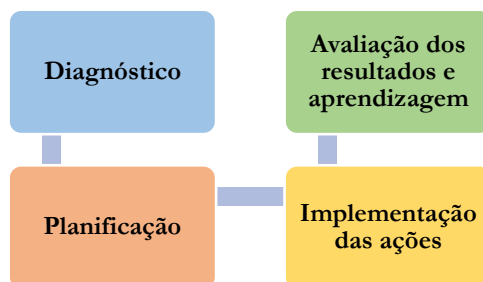 Diagnóstico
Planificação
Implementação
das ações
Avaliação dos
resultados e
aprendizagem